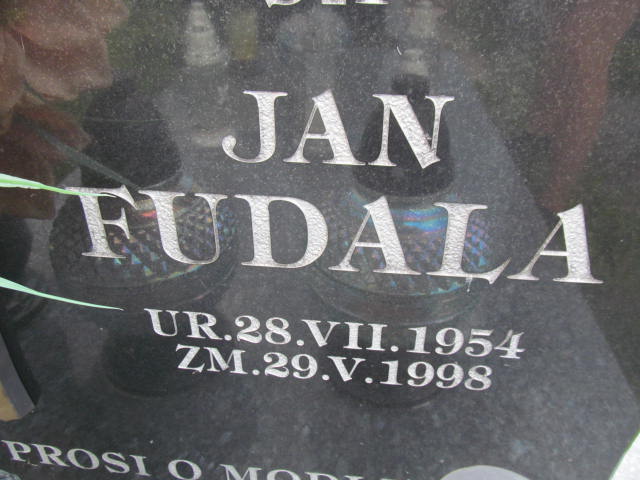 JAN
FUDALA
UR.28.VII.1954
ZM.29.V.1998
PROSI O